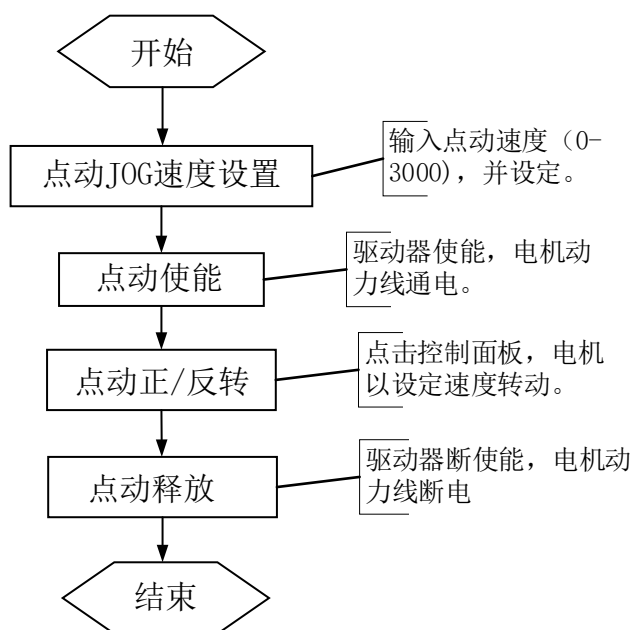 开始
点动JOG速度设置
输入点动速度（0-
3000），并设定。
点动使能
驱动器使能，电机动
力线通电。
点动正/反转
点击控制面板，电机
以设定速度转动。
点动释放
驱动器断使能，电机动
力线断电
结束